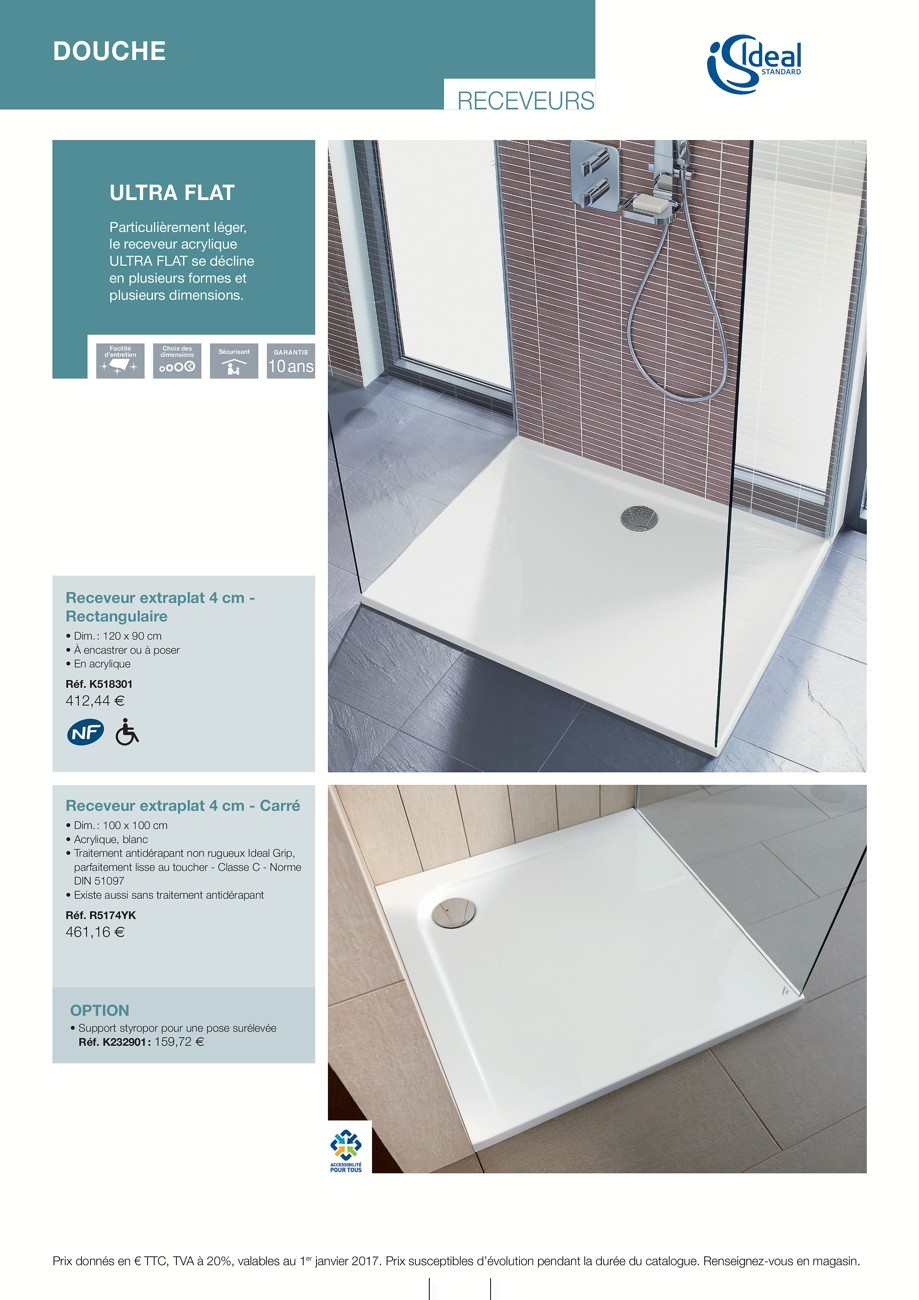 DOUCHE
Ideal
STANDARD
RECEVEURS
ULTRA FLAT
Particulièrement léger,
le receveur acrylique
ULTRA FLAT se décline
en plusieurs formes et
plusieurs dimensions.
Facilité
d'entretien
Choix des
dimensions
Sécurisant
GARANTIE
10 ans
Receveur extraplat 4 cm -
Rectangulaire
• Dim. : 120 x 90 cm
• À encastrer ou à poser
• En acrylique
Réf. K518301
412,44 €
NF
Receveur extraplat 4 cm - Carré
• Dim. : 100 x 100 cm
• Acrylique, blanc
• Traitement antidérapant non rugueux Ideal Grip,
parfaitement lisse au toucher - Classe C - Norme
DIN 51097
• Existe aussi sans traitement antidérapant
Réf. R5174YK
461,16 €
OPTION
• Support styropor pour une pose surélevée
Réf. K232901 : 159,72 €
ACCESSIBILITÉ
POUR TOUS
Prix donnés en € TTC, TVA à 20%, valables au 1er janvier 2017. Prix susceptibles d'évolution pendant la durée du catalogue. Renseignez-vous en magasin.